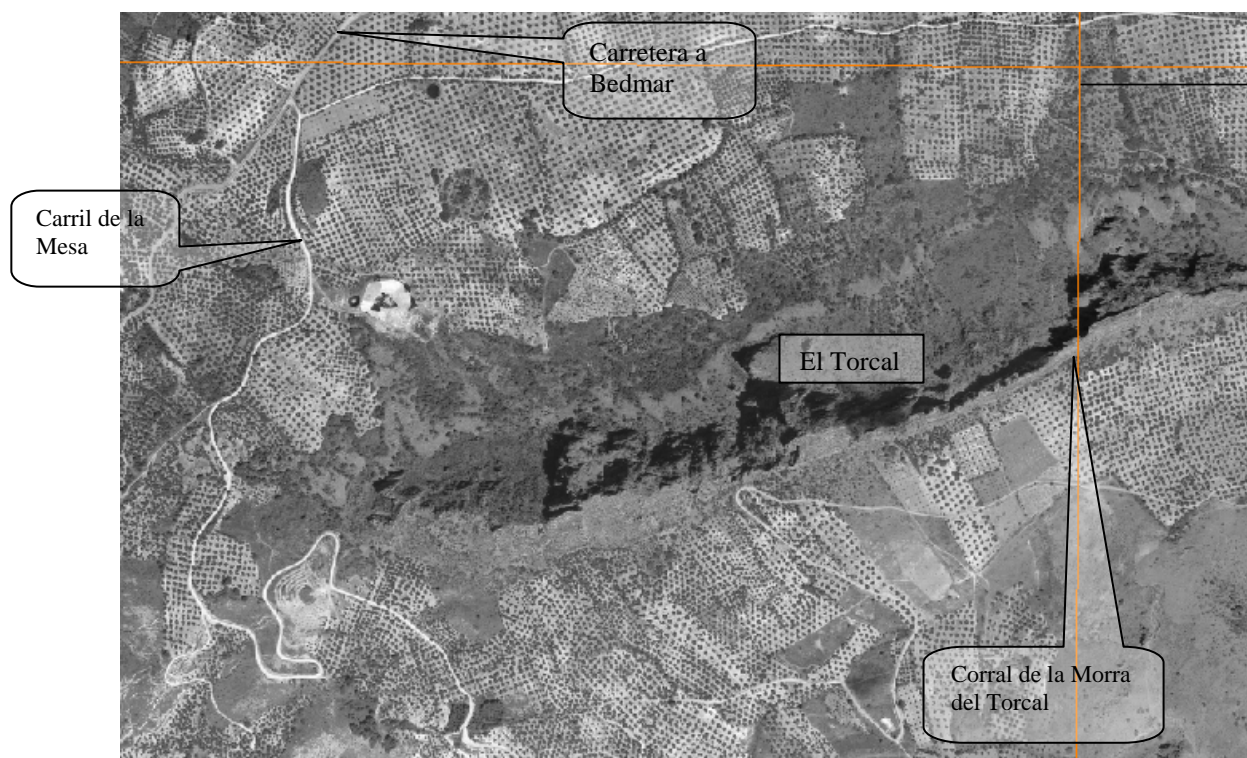 Carretera a
Bedmar
Carril de la
Mesa
El Torcal
Corral de la Morra
del Torcal